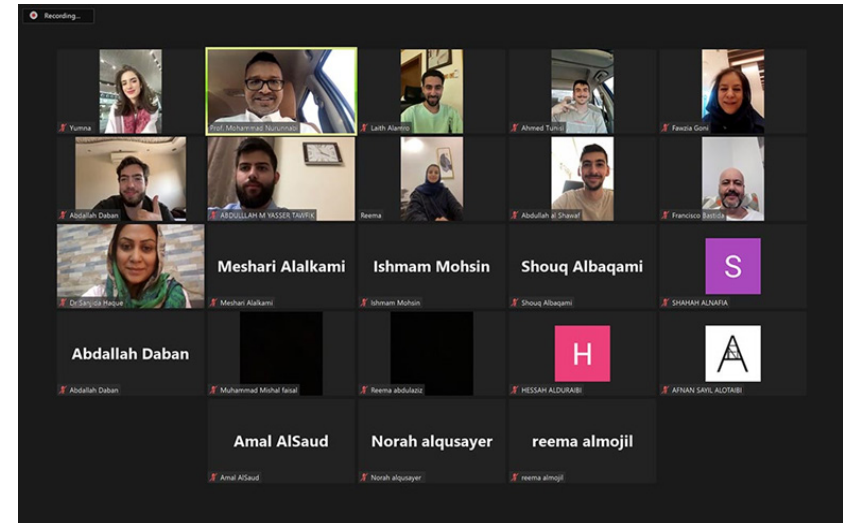 Recording...
Yumna
Prof. Mohammad Nurunnabi
Laith Alamro
Ahmed Tunisi
Fawzia Goni
Abdallah Daban
ABDULLLAH M YASSER TAWFIK
Reema
Abdullah al Shawaf
Francisco Bastida
Dr Sanjida Haque
Meshari Alalkami
Meshari Alalkami
Ishmam Mohsin
Ishmam Mohsin
Shouq Albaqami
Shouq Albaqami
S
SHAHAH ALNAFIA
Abdallah Daban
Abdallah Daban
Muhammad Mishal faisal
Reema abdulaziz
H
HESSAH ALDURAIBI
A
AFNAN SAYIL ALOTAIBI
Amal AlSaud
Amal AlSaud
Norah alqusayer
Norah alqusayer
reema almojil
reema almojil